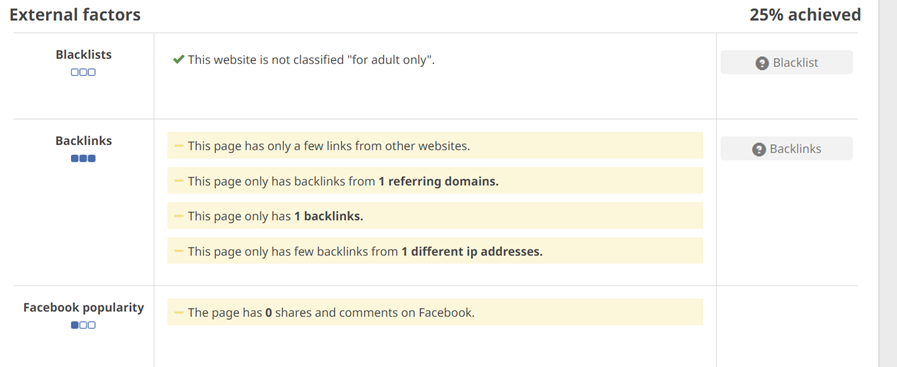 External factors
25% achieved
Blacklists
This website is not classified "for adult only".
Blacklist
Backlinks
This page has only a few links from other websites.
Backlinks
This page only has backlinks from 1 referring domains.
This page only has 1 backlinks.
This page only has few backlinks from 1 different ip addresses.
Facebook popularity
The page has 0 shares and comments on Facebook.